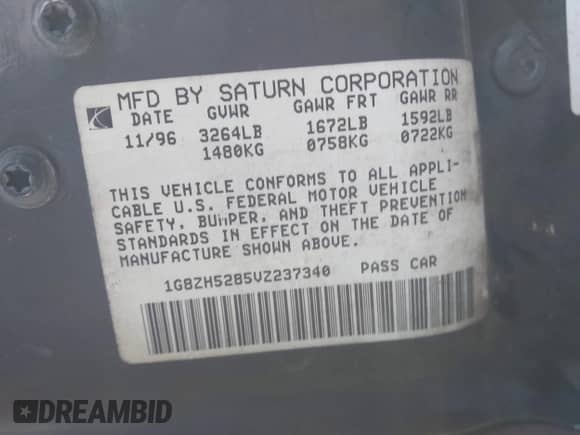 MFD BY SATURN CORPORATION
DATE GVWR GAWR FRT GAWR RR
11/96 3264LB 1672LB 1592LB
1480KG 0758KG 0722KG
THIS VEHICLE CONFORMS TO ALL APPLI-
CABLE U.S. FEDERAL MOTOR VEHICLE
SAFETY, BUMPER, AND THEFT PREVENTION
STANDARDS IN EFFECT ON THE DATE OF
MANUFACTURE SHOWN ABOVE.
1G8ZH5285VZ237340 PASS CAR
DREAMBID